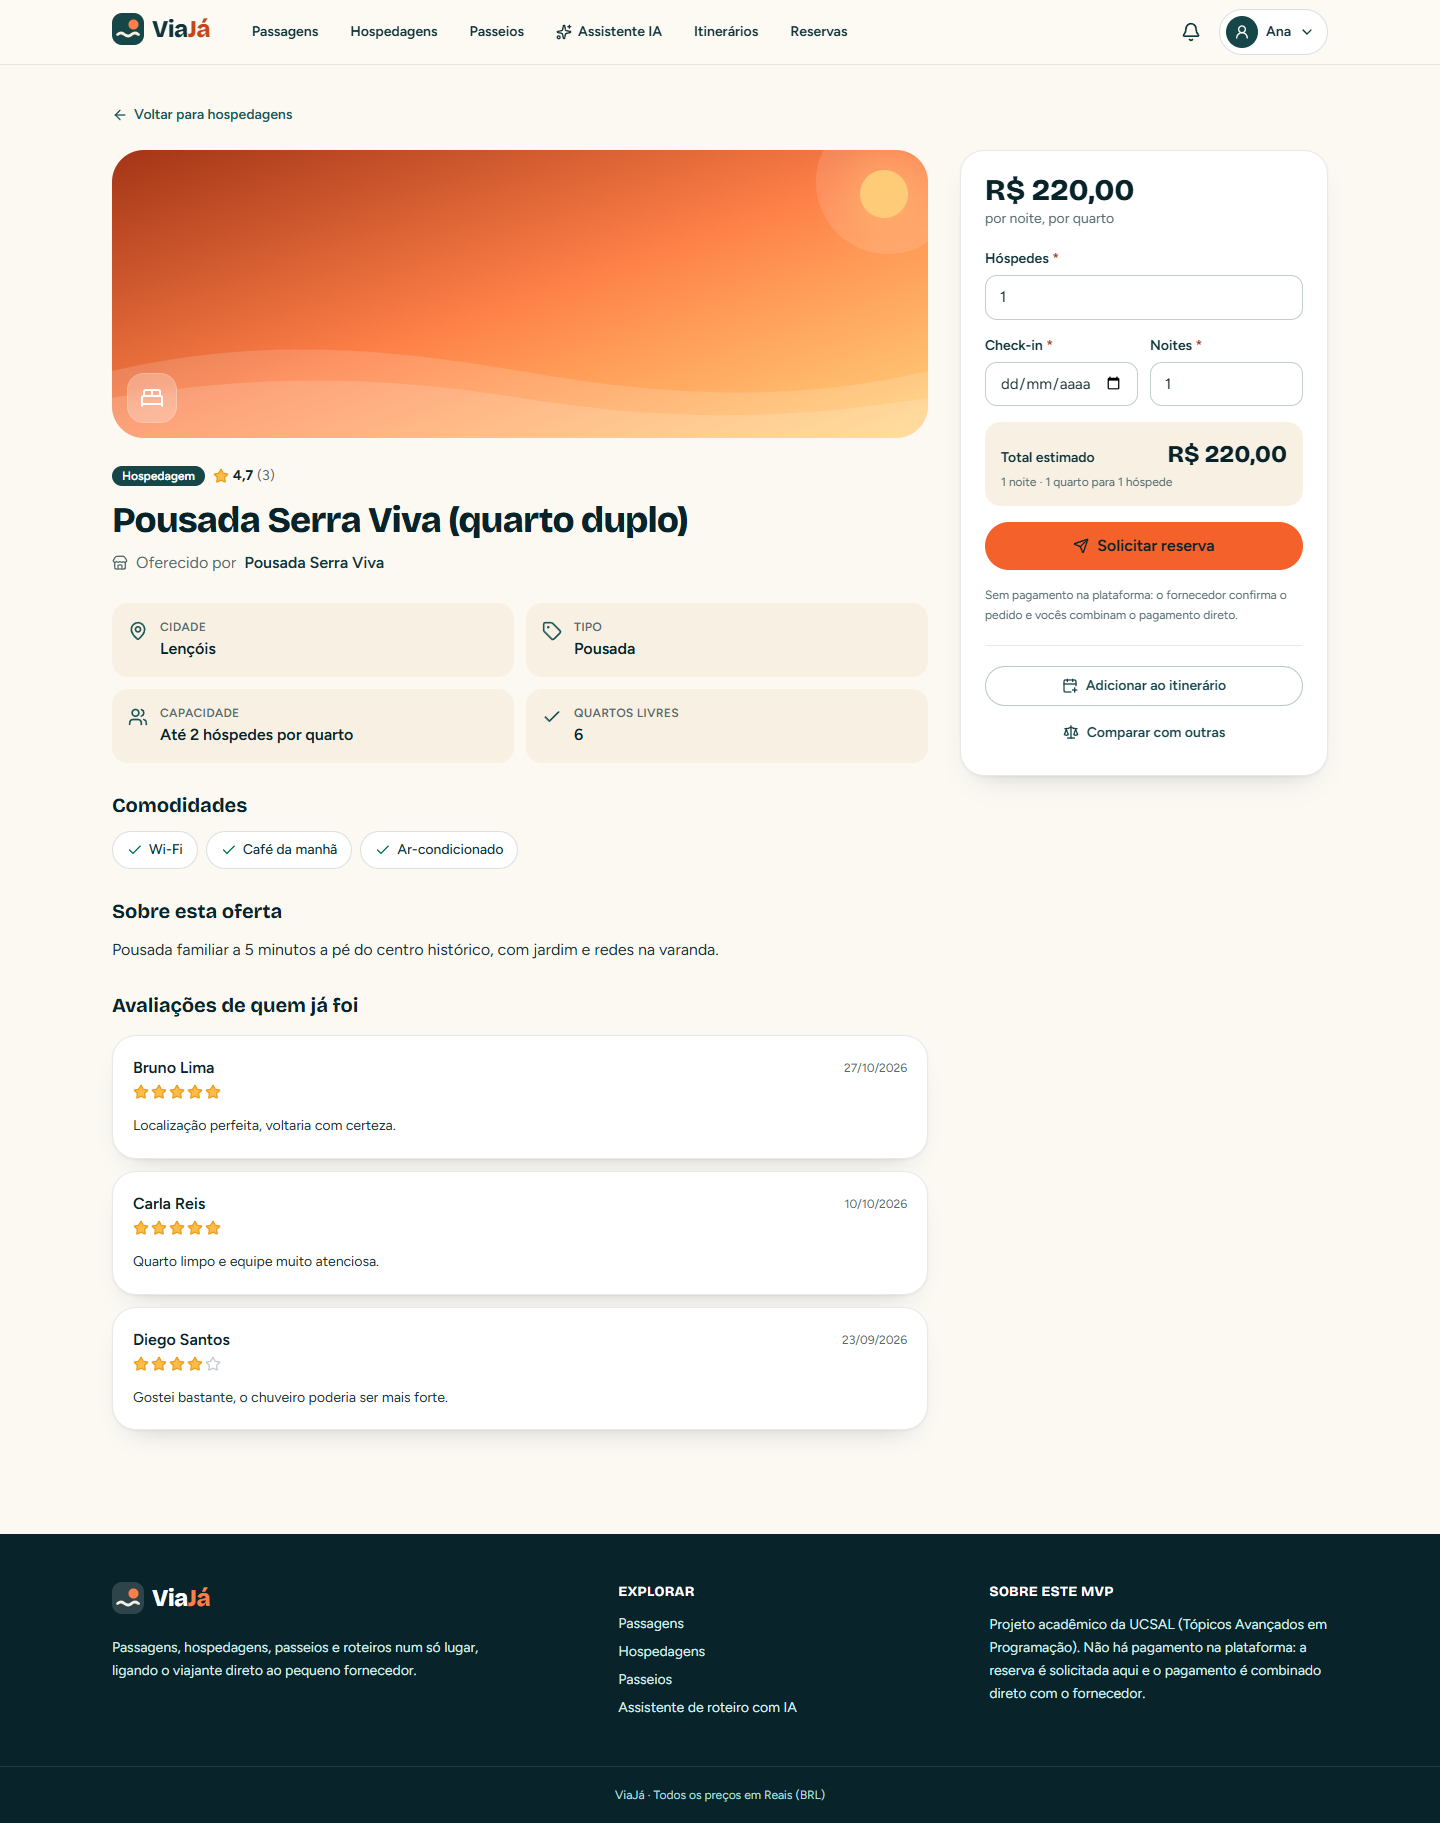 ViaJá
Passagens
Hospedagens
Passeios
Assistente IA
Itinerários
Reservas
Ana
Voltar para hospedagens
Hospedagem
4,7 (3)
Pousada Serra Viva (quarto duplo)
Oferecido por Pousada Serra Viva
CIDADE
Lençóis
TIPO
Pousada
CAPACIDADE
Até 2 hóspedes por quarto
QUARTOS LIVRES
6
Comodidades
Wi-Fi
Café da manhã
Ar-condicionado
Sobre esta oferta
Pousada familiar a 5 minutos a pé do centro histórico, com jardim e redes na varanda.
Avaliações de quem já foi
Bruno Lima
27/10/2026
Localização perfeita, voltaria com certeza.
Carla Reis
10/10/2026
Quarto limpo e equipe muito atenciosa.
Diego Santos
23/09/2026
Gostei bastante, o chuveiro poderia ser mais forte.
R$ 220,00
por noite, por quarto
Hóspedes *
1
Check-in *
Noites *
dd/mm/aaaa
1
Total estimado
R$ 220,00
1 noite · 1 quarto para 1 hóspede
Solicitar reserva
Sem pagamento na plataforma: o fornecedor confirma o
pedido e vocês combinam o pagamento direto.
Adicionar ao itinerário
Comparar com outras
ViaJá
Passagens, hospedagens, passeios e roteiros num só lugar,
ligando o viajante direto ao pequeno fornecedor.
EXPLORAR
Passagens
Hospedagens
Passeios
Assistente de roteiro com IA
SOBRE ESTE MVP
Projeto acadêmico da UCSAL (Tópicos Avançados em
Programação). Não há pagamento na plataforma: a
reserva é solicitada aqui e o pagamento é combinado
direto com o fornecedor.
ViaJá · Todos os preços em Reais (BRL)